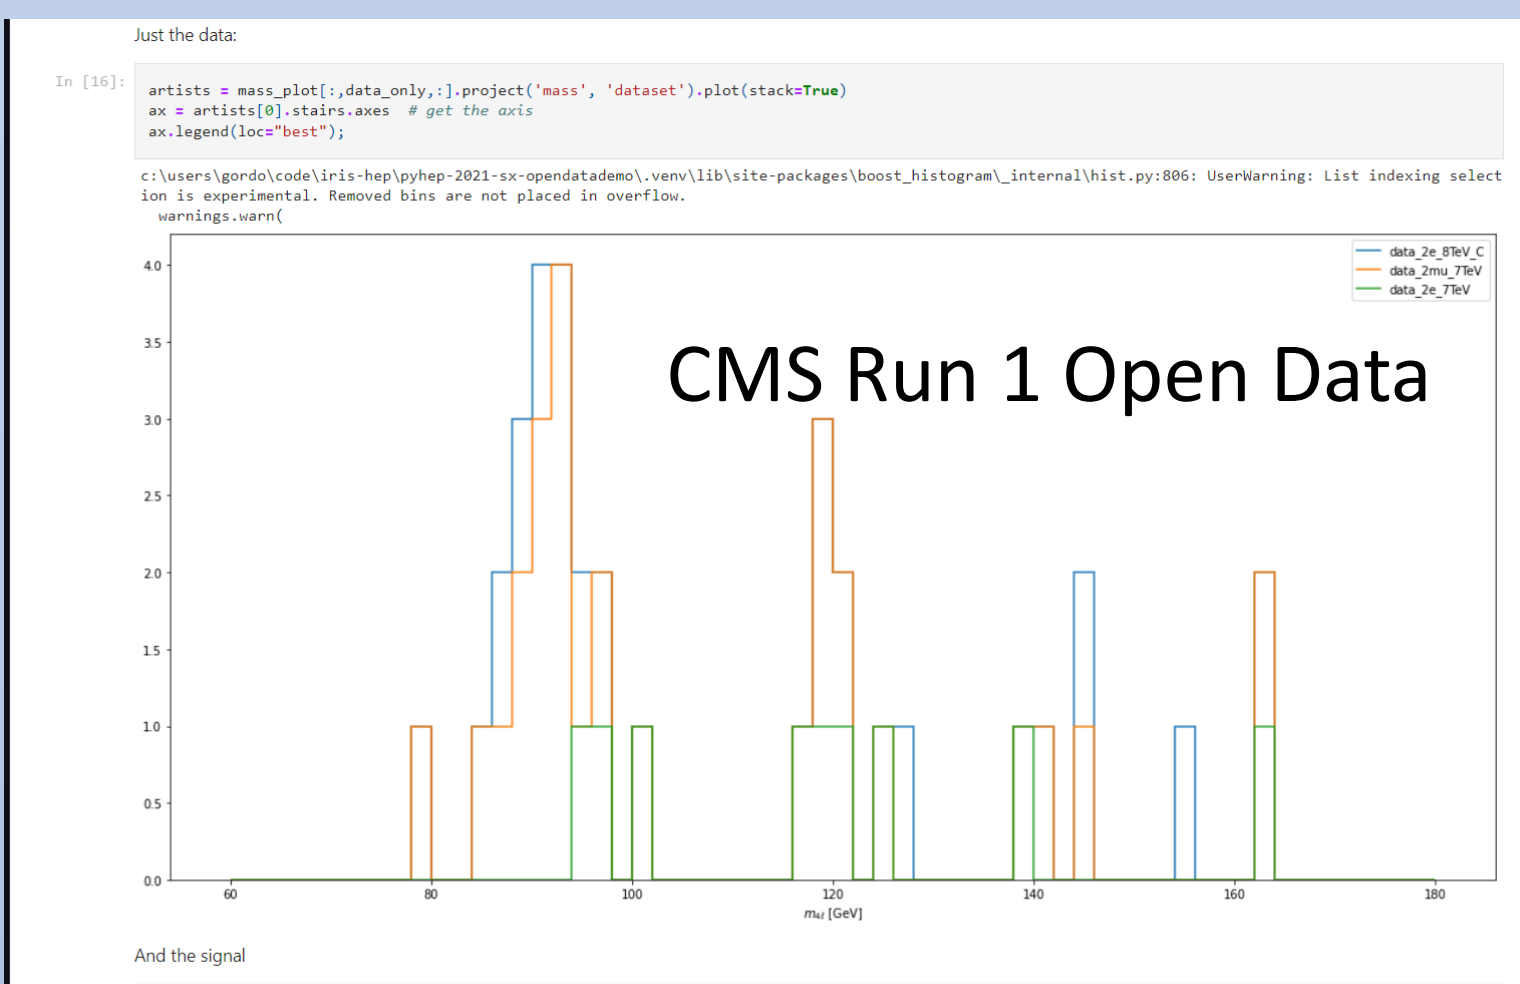 Just the data:
In [16]:
artists = mass_plot[:,data_only,:].project('mass', 'dataset').plot(stack=True)
ax = artists[0].stairs.axes  # get the axis
ax.legend(loc="best");
c:\users\gordo\code\iris-hep\pyhep-2021-sx-opendatademo\.venv\lib\site-packages\boost_histogram\_internal\hist.py:806: UserWarning: List indexing select
ion is experimental. Removed bins are not placed in overflow.
  warnings.warn(
data_2e_8TeV_C
data_2mu_7TeV
data_2e_7TeV
CMS Run 1 Open Data
4.0
3.5
3.0
2.5
2.0
1.5
1.0
0.5
0.0
60 80 100 120 140 160 180
m4ℓ [GeV]
And the signal